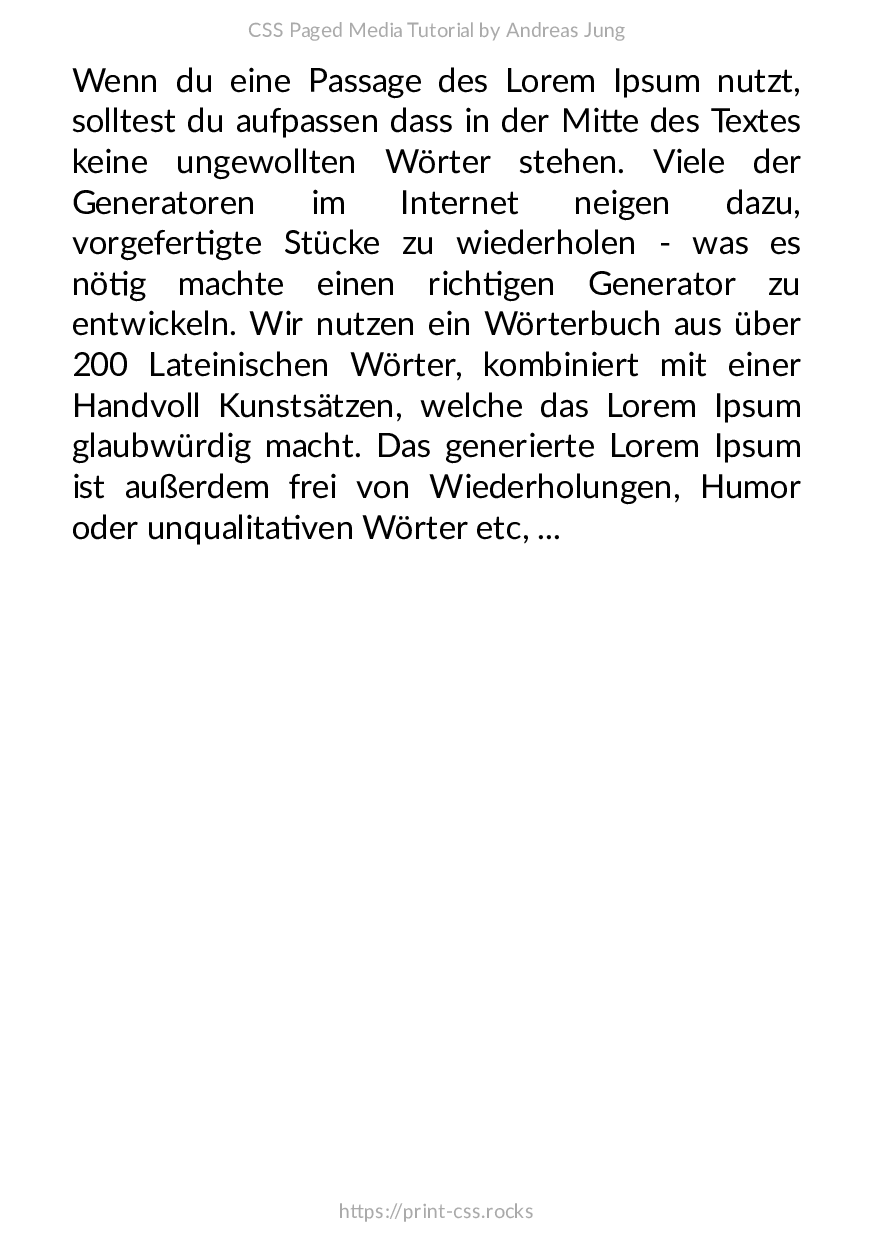 CSS Paged Media Tutorial by Andreas Jung
Wenn du eine Passage des Lorem Ipsum nutzt,
solltest du aufpassen dass in der Mitte des Textes
keine ungewollten Wörter stehen. Viele der
Generatoren im Internet neigen dazu,
vorgefertigte Stücke zu wiederholen - was es
nötig machte einen richtigen Generator zu
entwickeln. Wir nutzen ein Wörterbuch aus über
200 Lateinischen Wörter, kombiniert mit einer
Handvoll Kunstsätzen, welche das Lorem Ipsum
glaubwürdig macht. Das generierte Lorem Ipsum
ist außerdem frei von Wiederholungen, Humor
oder unqualitativen Wörter etc, ...
https://print-css.rocks